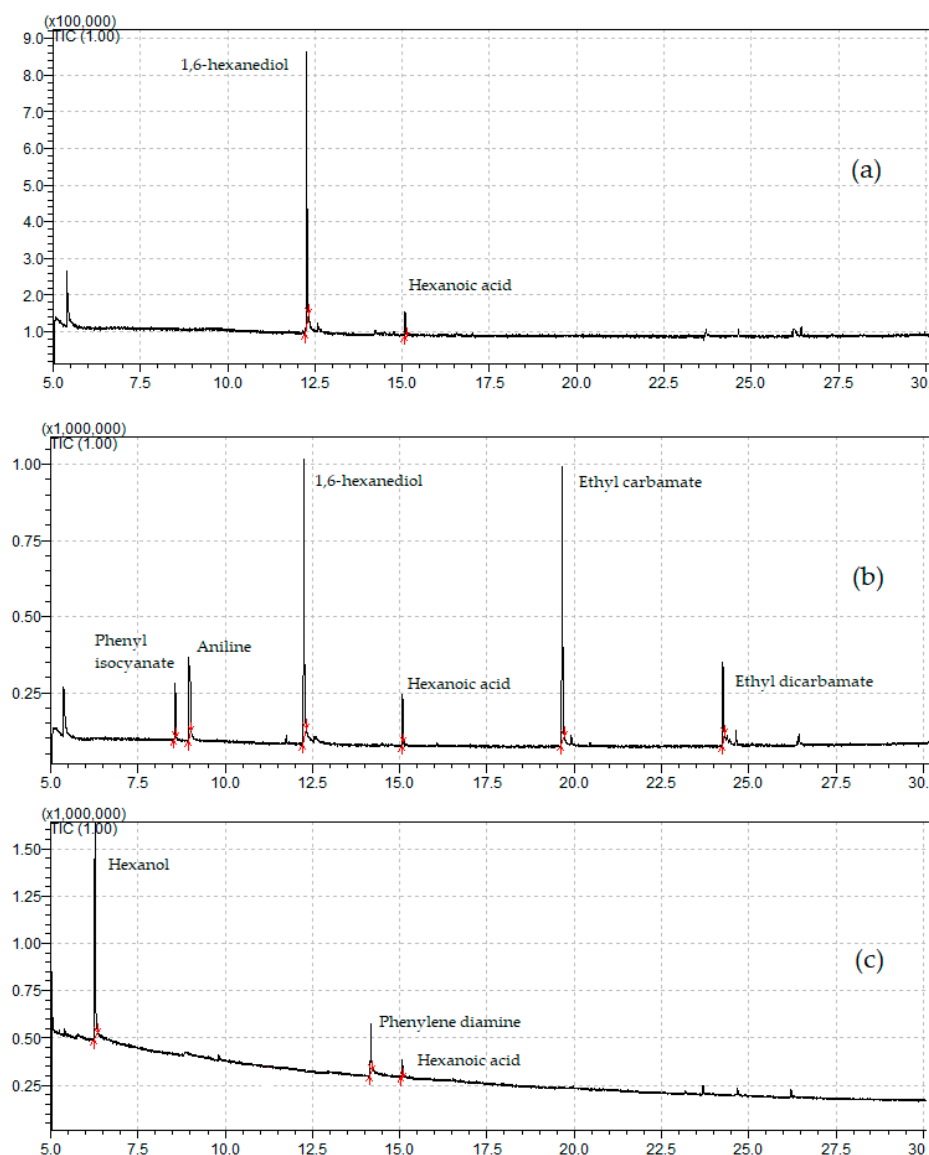 (x100,000)
TIC (1.00)
9.0
1,6-hexanediol
8.0
7.0
6.0
(a)
5.0
4.0
3.0
Hexanoic acid
2.0
1.0
5.0 7.5 10.0 12.5 15.0 17.5 20.0 22.5 25.0 27.5 30.
(x1,000,000)
TIC (1.00)
1.00
1,6-hexanediol
Ethyl carbamate
0.75
(b)
0.50
Phenyl
isocyanate
Aniline
Hexanoic acid
Ethyl dicarbamate
0.25
5.0 7.5 10.0 12.5 15.0 17.5 20.0 22.5 25.0 27.5 30.
(x1,000,000)
TIC (1.00)
1.50
Hexanol
1.25
1.00
(c)
0.75
Phenylene diamine
0.50
Hexanoic acid
0.25
5.0 7.5 10.0 12.5 15.0 17.5 20.0 22.5 25.0 27.5 30.